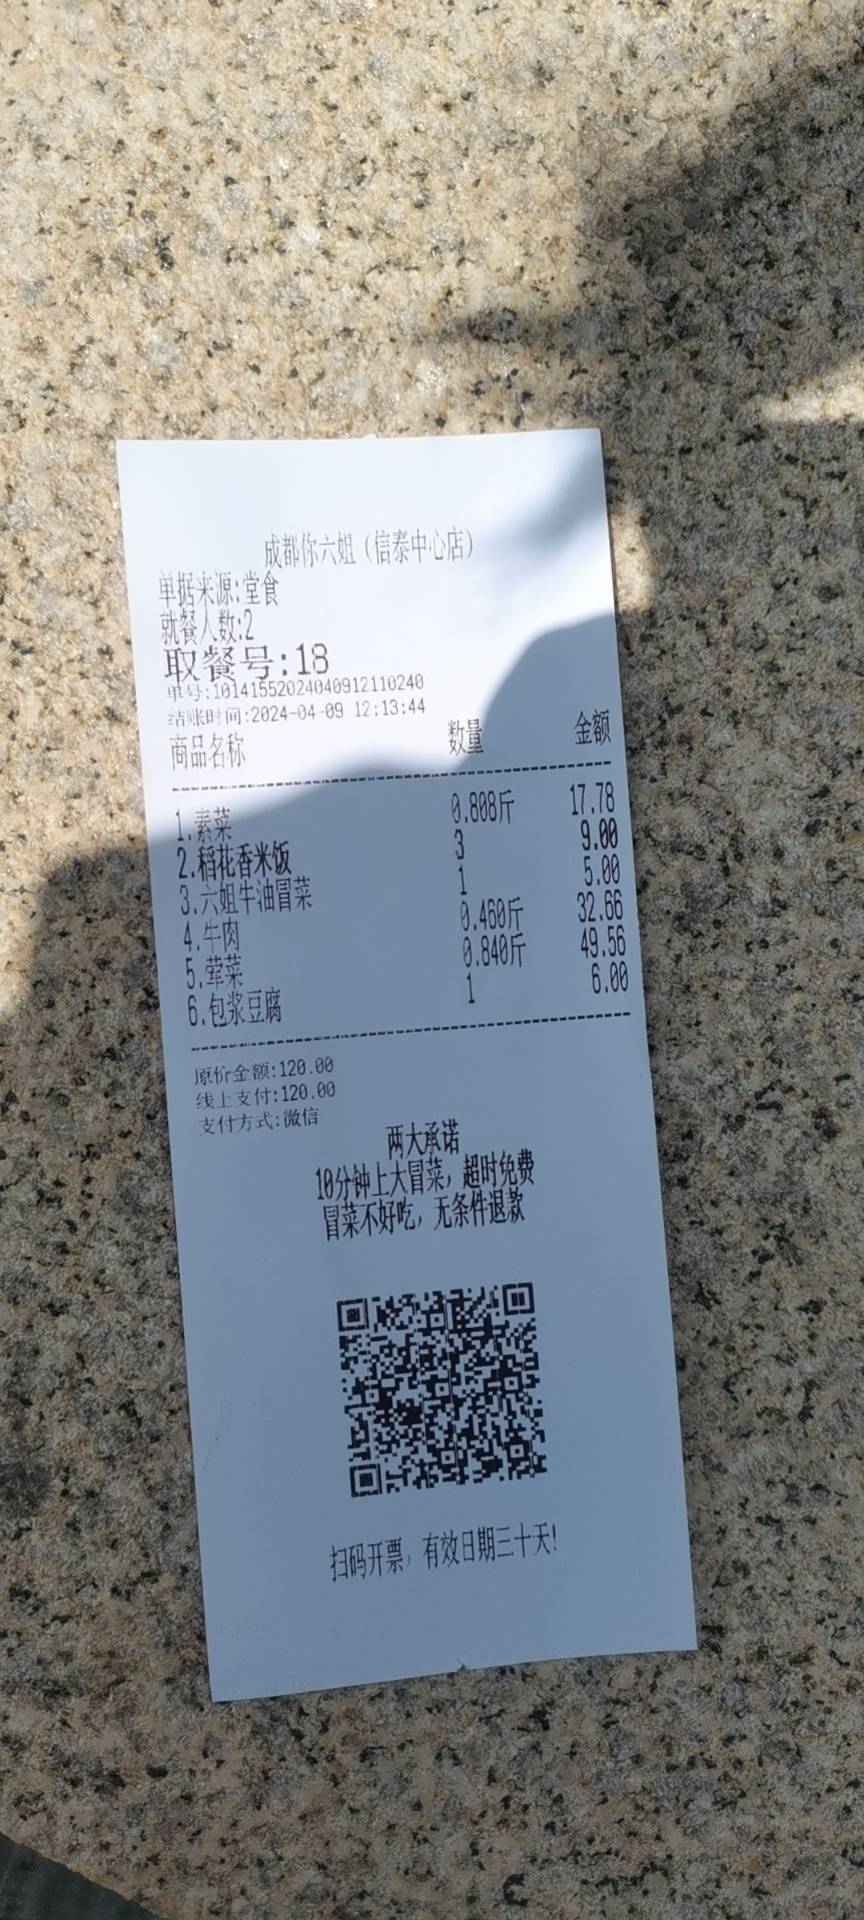 成都你六姐（信泰中心店）
单据来源:堂食
就餐人数:2
取餐号:18
单号:10141552024040912110240
结账时间:2024-04-09 12:13:44
商品名称 数量 金额
1.素菜 0.808斤 17.78
2.稻花香米饭 3 9.00
3.六姐牛油冒菜 1 5.00
4.牛肉 0.460斤 32.66
5.荤菜 0.840斤 49.56
6.包浆豆腐 1 6.00
原价金额:120.00
线上支付:120.00
支付方式:微信
两大承诺
10分钟上大冒菜，超时免费
冒菜不好吃，无条件退款
扫码开票，有效日期三十天!